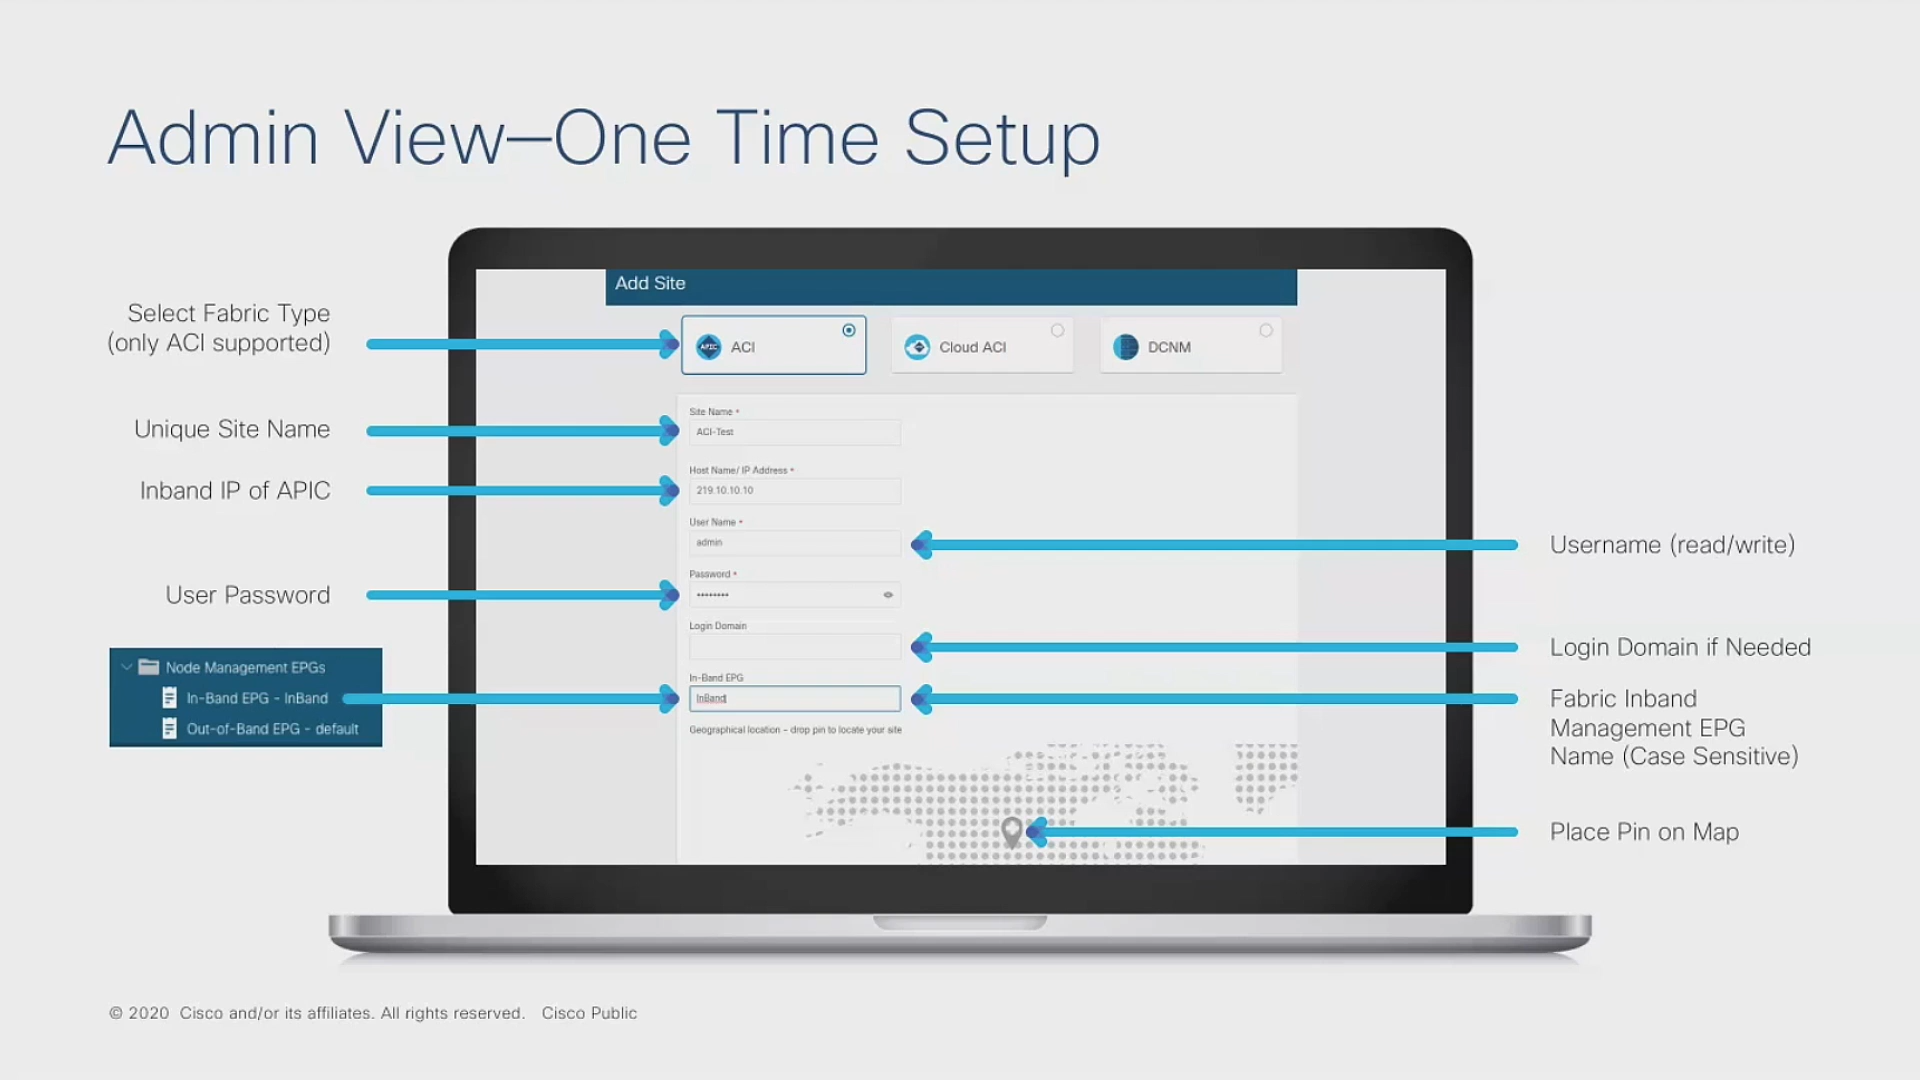 Admin View—One Time Setup
Select Fabric Type
(only ACI supported)
Unique Site Name
Inband IP of APIC
User Password
Node Management EPGs
In-Band EPG - InBand
Out-of-Band EPG - default
Add Site
APIC
ACI
Cloud ACI
DCNM
Site Name *
ACI-Test
Host Name/ IP Address *
219.10.10.10
User Name *
admin
Password *
••••••••
Login Domain
In-Band EPG
InBand
Geographical location - drop pin to locate your site
Username (read/write)
Login Domain if Needed
Fabric Inband
Management EPG
Name (Case Sensitive)
Place Pin on Map
© 2020 Cisco and/or its affiliates. All rights reserved. Cisco Public